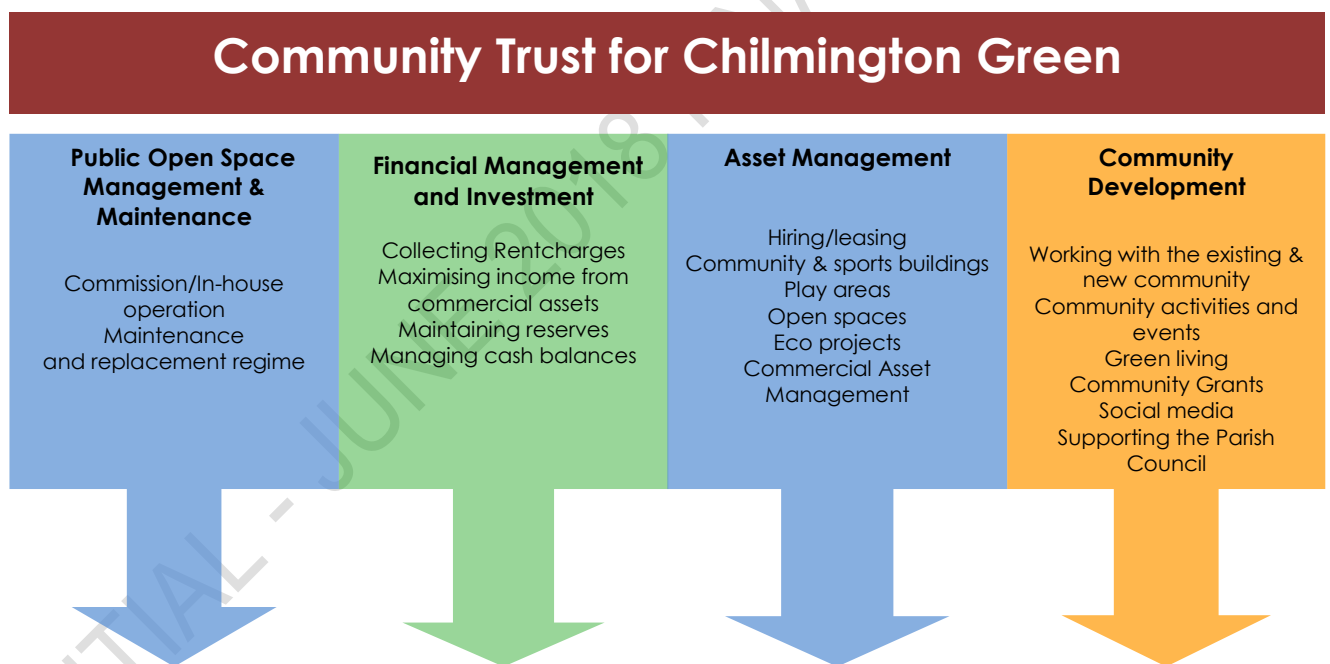 Community Trust for Chilmington Green
Public Open Space
Management &
Maintenance
Commission/In-house
operation
Maintenance
and replacement regime
Financial Management
and Investment
Collecting Rentcharges
Maximising income from
commercial assets
Maintaining reserves
Managing cash balances
Asset Management
Hiring/leasing
Community & sports buildings
Play areas
Open spaces
Eco projects
Commercial Asset
Management
Community
Development
Working with the existing &
new community
Community activities and
events
Green living
Community Grants
Social media
Supporting the Parish
Council
NTIAL - JUNE 2018